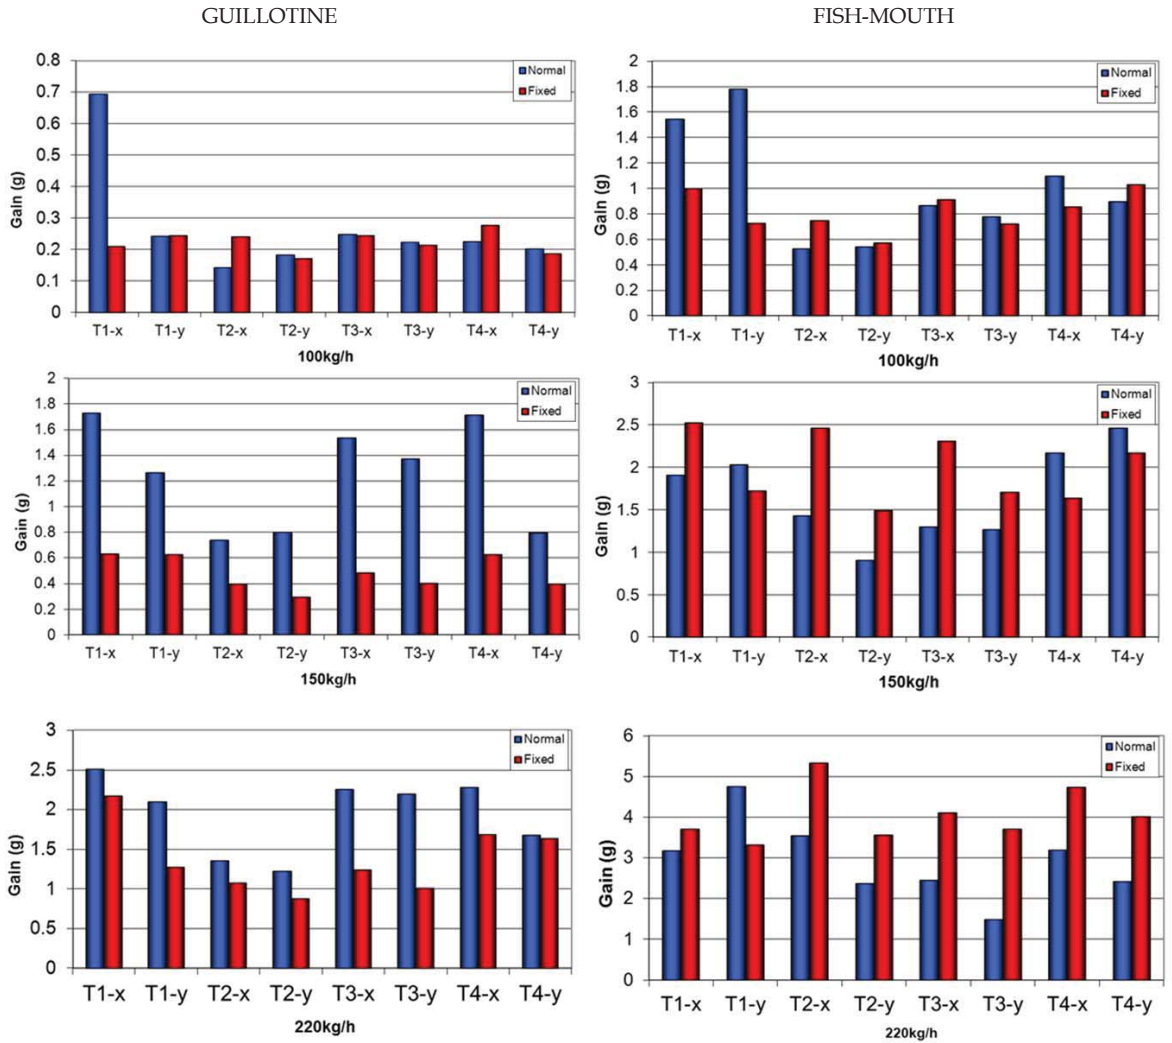 GUILLOTINE
FISH-MOUTH
Gain (g)
0.8
0.7
0.6
0.5
0.4
0.3
0.2
0.1
0
Normal
Fixed
T1-x T1-y T2-x T2-y T3-x T3-y T4-x T4-y
100kg/h
Gain (g)
2
1.8
1.6
1.4
1.2
1
0.8
0.6
0.4
0.2
0
Normal
Fixed
T1-x T1-y T2-x T2-y T3-x T3-y T4-x T4-y
100kg/h
Gain (g)
2
1.8
1.6
1.4
1.2
1
0.8
0.6
0.4
0.2
0
Normal
Fixed
T1-x T1-y T2-x T2-y T3-x T3-y T4-x T4-y
150kg/h
Gain (g)
3
2.5
2
1.5
1
0.5
0
Normal
Fixed
T1-x T1-y T2-x T2-y T3-x T3-y T4-x T4-y
150kg/h
Gain (g)
3
2.5
2
1.5
1
0.5
0
Normal
Fixed
T1-x T1-y T2-x T2-y T3-x T3-y T4-x T4-y
220kg/h
Gain (g)
6
5
4
3
2
1
0
Normal
Fixed
T1-x T1-y T2-x T2-y T3-x T3-y T4-x T4-y
220kg/h